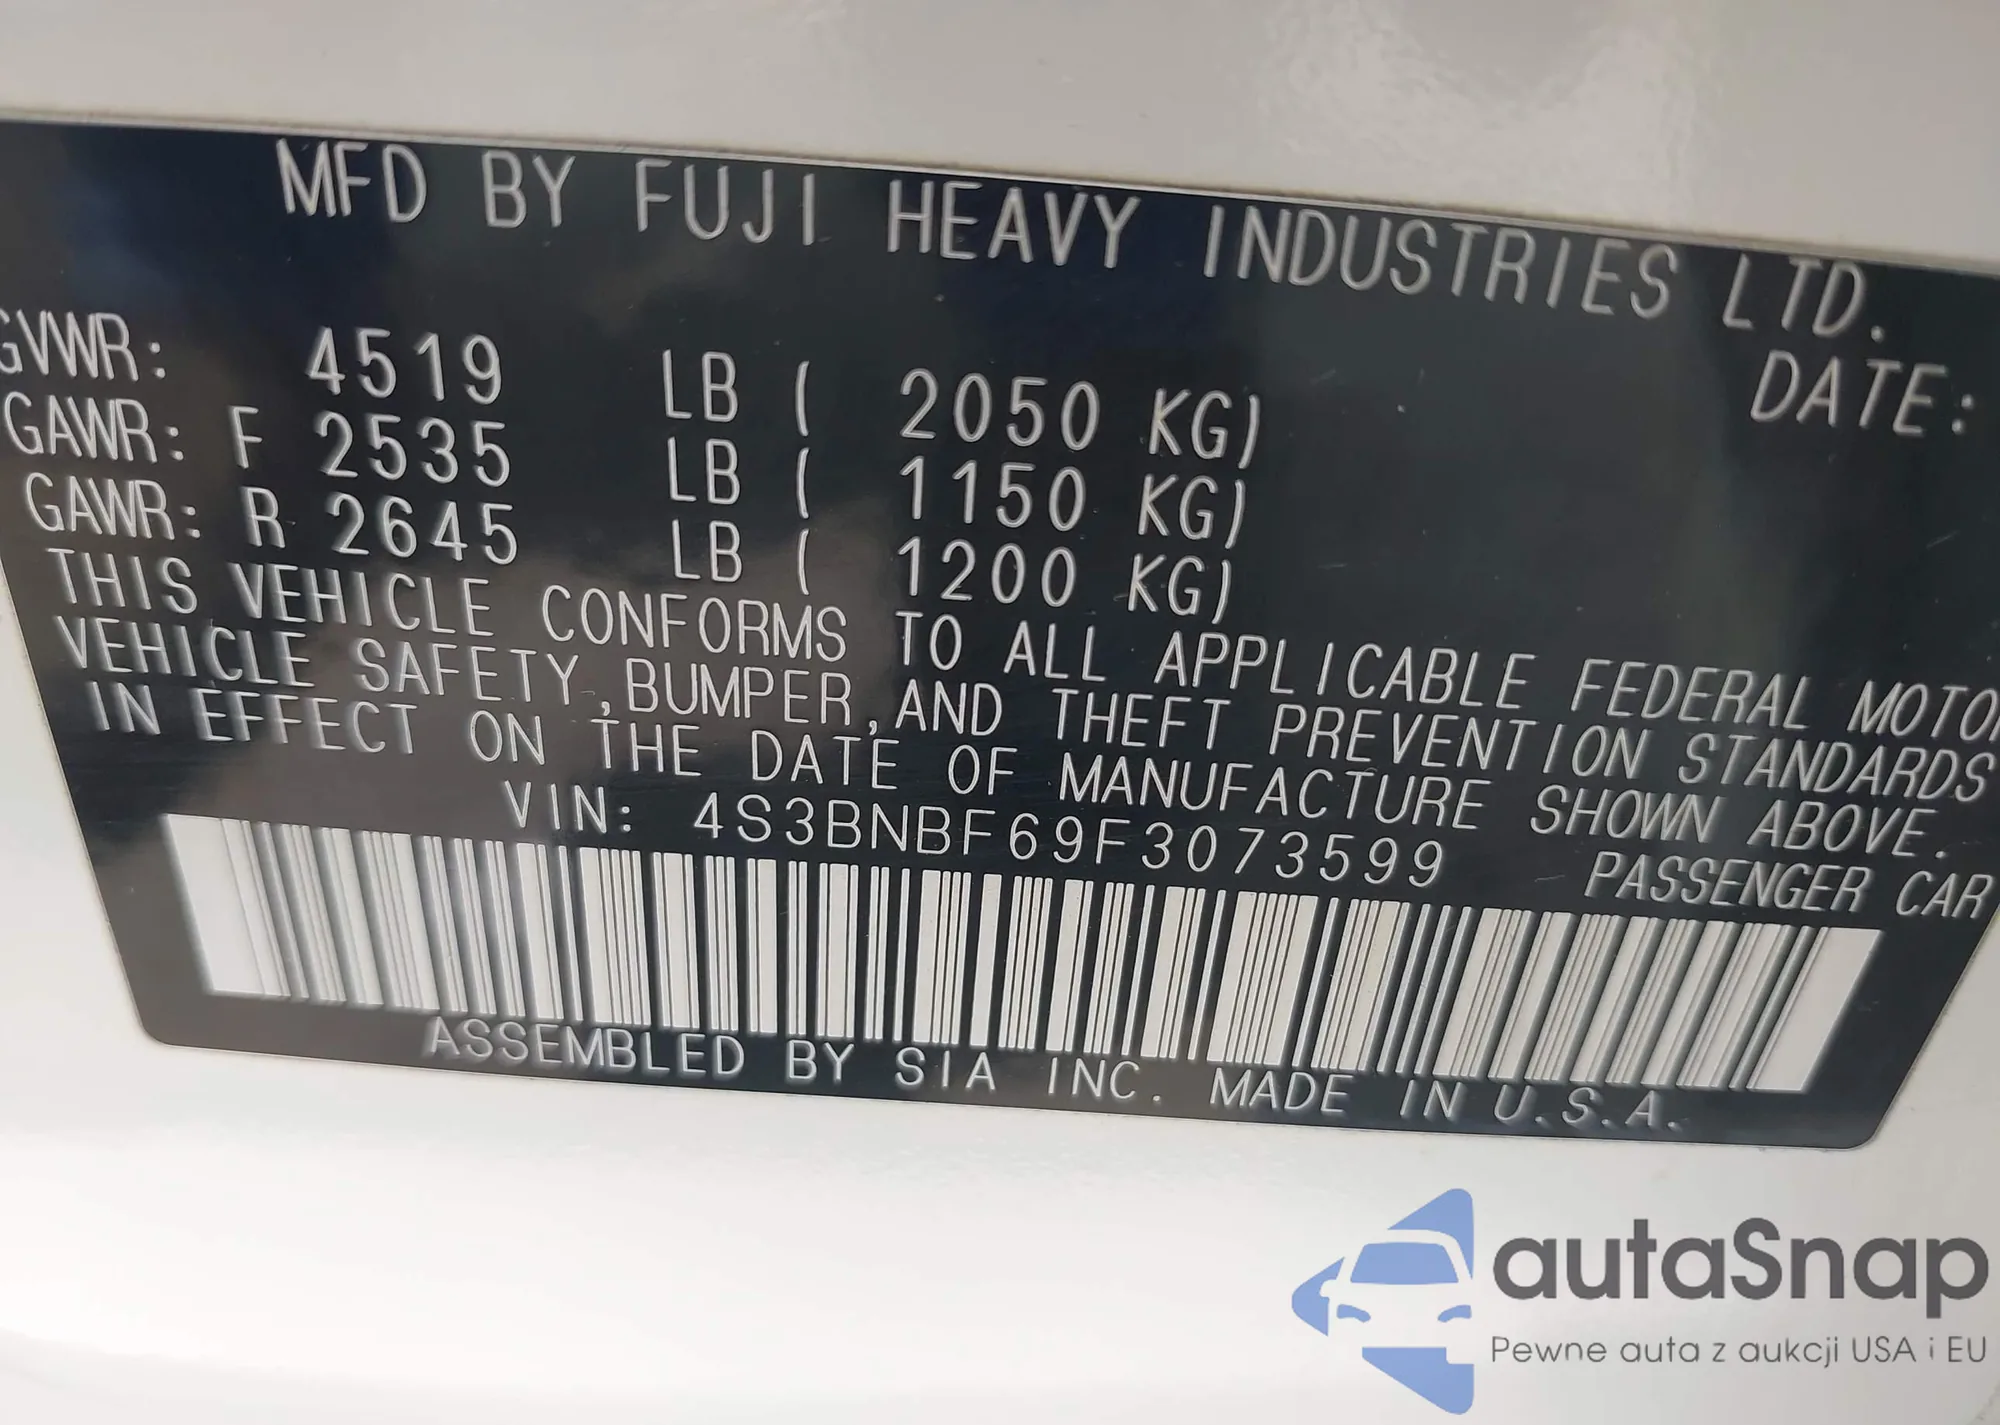 MFD BY FUJI HEAVY INDUSTRIES LTD.
DATE:
GVWR: 4519 LB ( 2050 KG)
GAWR: F 2535 LB ( 1150 KG)
GAWR: R 2645 LB ( 1200 KG)
THIS VEHICLE CONFORMS TO ALL APPLICABLE FEDERAL MOTOR
VEHICLE SAFETY,BUMPER,AND THEFT PREVENTION STANDARDS
IN EFFECT ON THE DATE OF MANUFACTURE SHOWN ABOVE.
VIN: 4S3BNBF69F3073599 PASSENGER CAR
ASSEMBLED BY SIA INC. MADE IN U.S.A.
autaSnap
Pewne auta z aukcji USA i EU